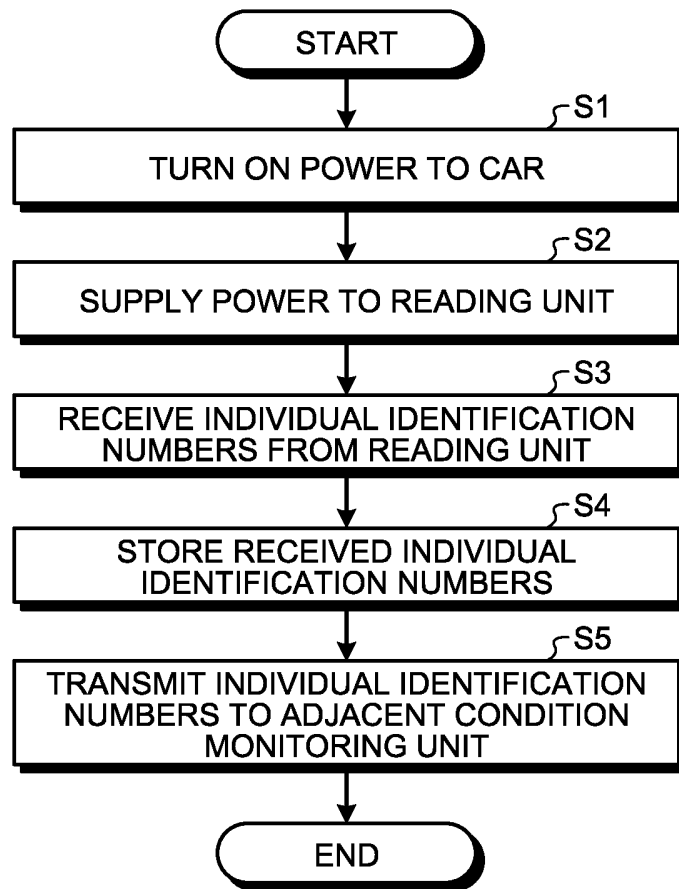 START
S1
TURN ON POWER TO CAR
S2
SUPPLY POWER TO READING UNIT
S3
RECEIVE INDIVIDUAL IDENTIFICATION
NUMBERS FROM READING UNIT
S4
STORE RECEIVED INDIVIDUAL
IDENTIFICATION NUMBERS
S5
TRANSMIT INDIVIDUAL IDENTIFICATION
NUMBERS TO ADJACENT CONDITION
MONITORING UNIT
END